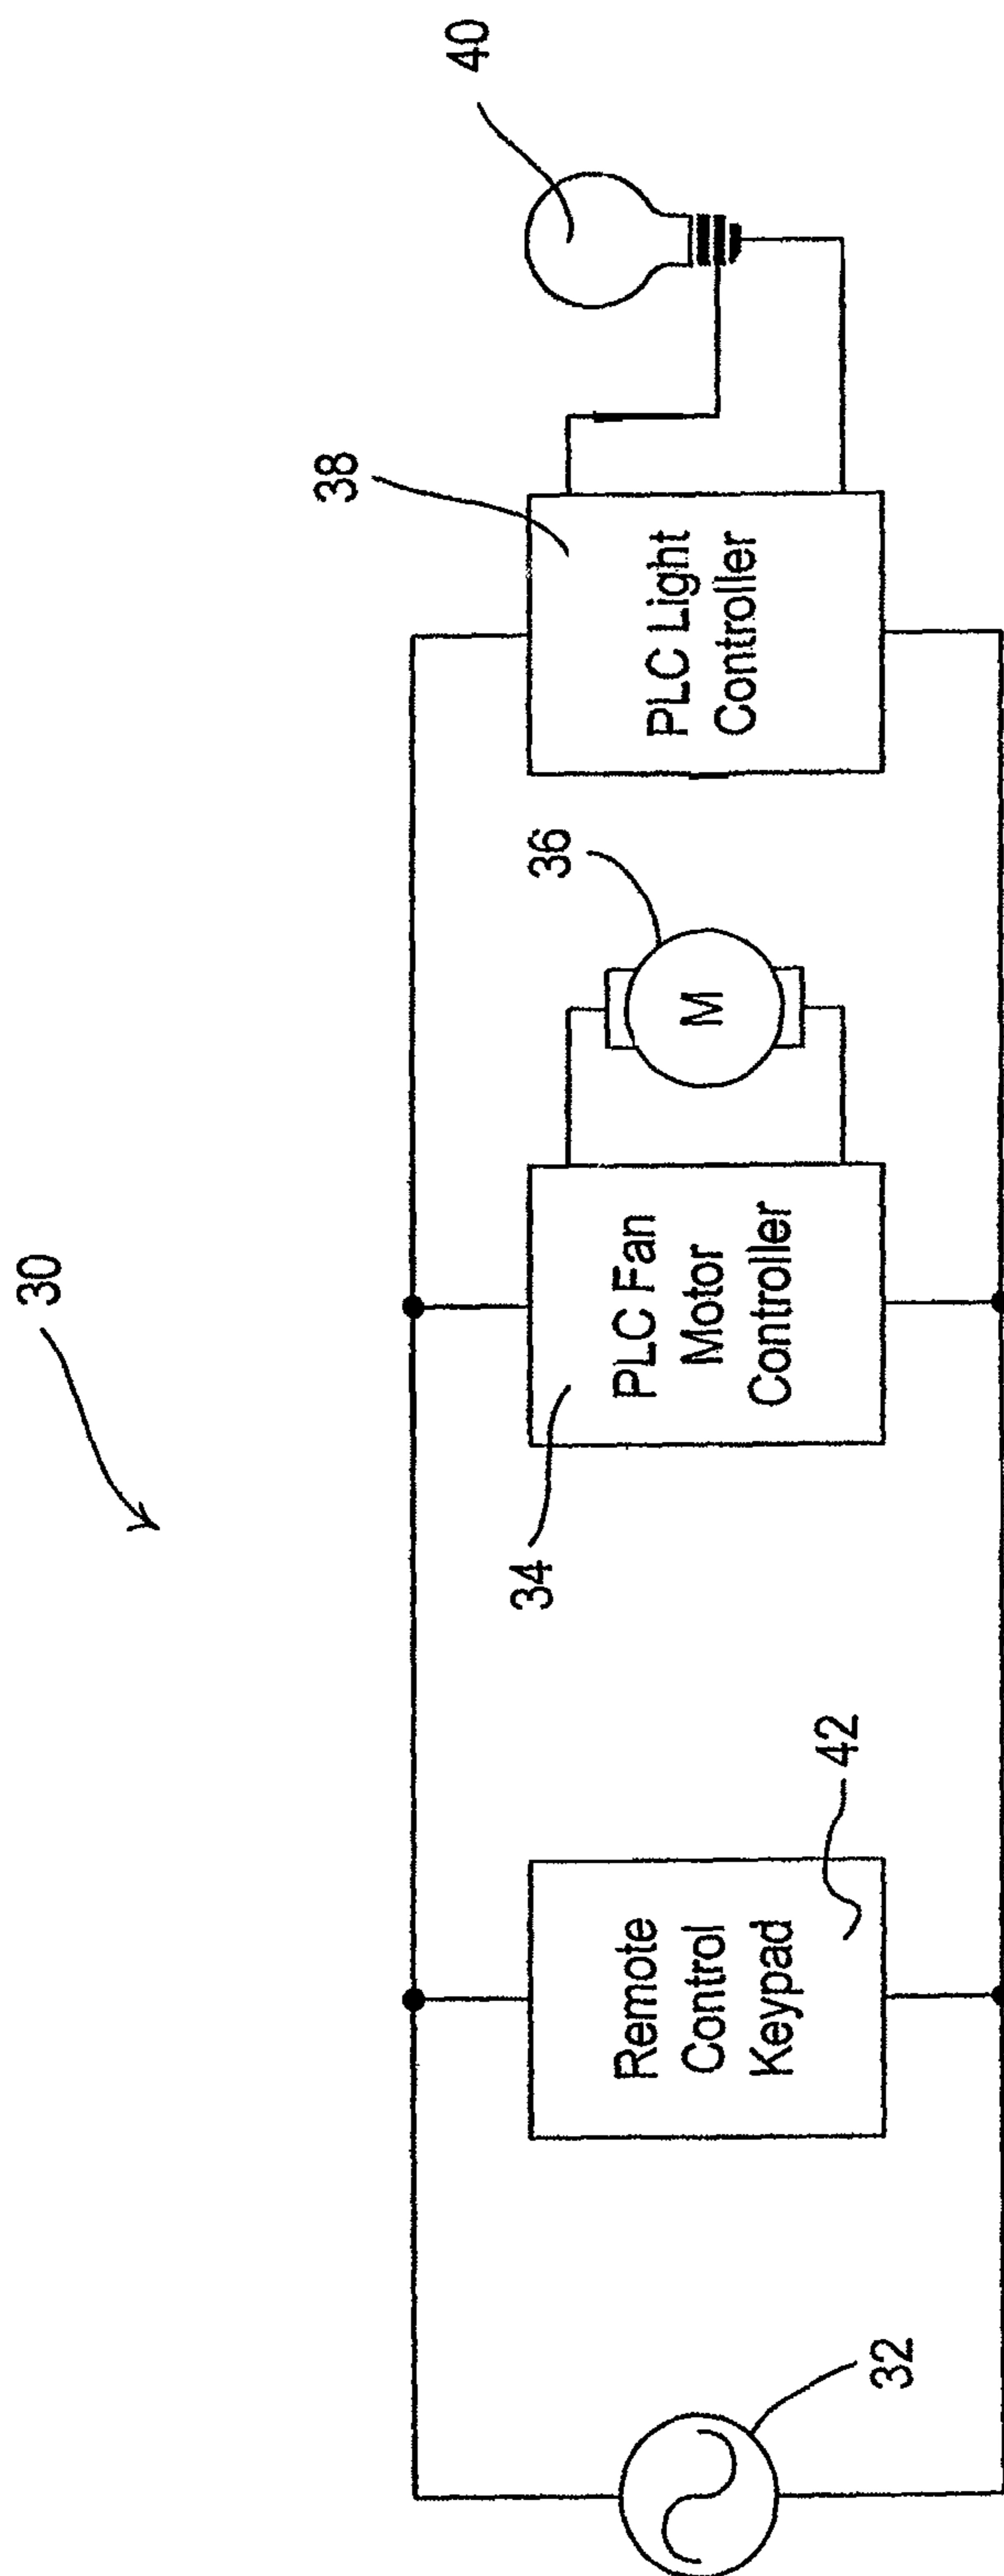 30
40
38
PLC Light
Controller
36
M
34
PLC Fan
Motor
Controller
42
Remote
Control
Keypad
32